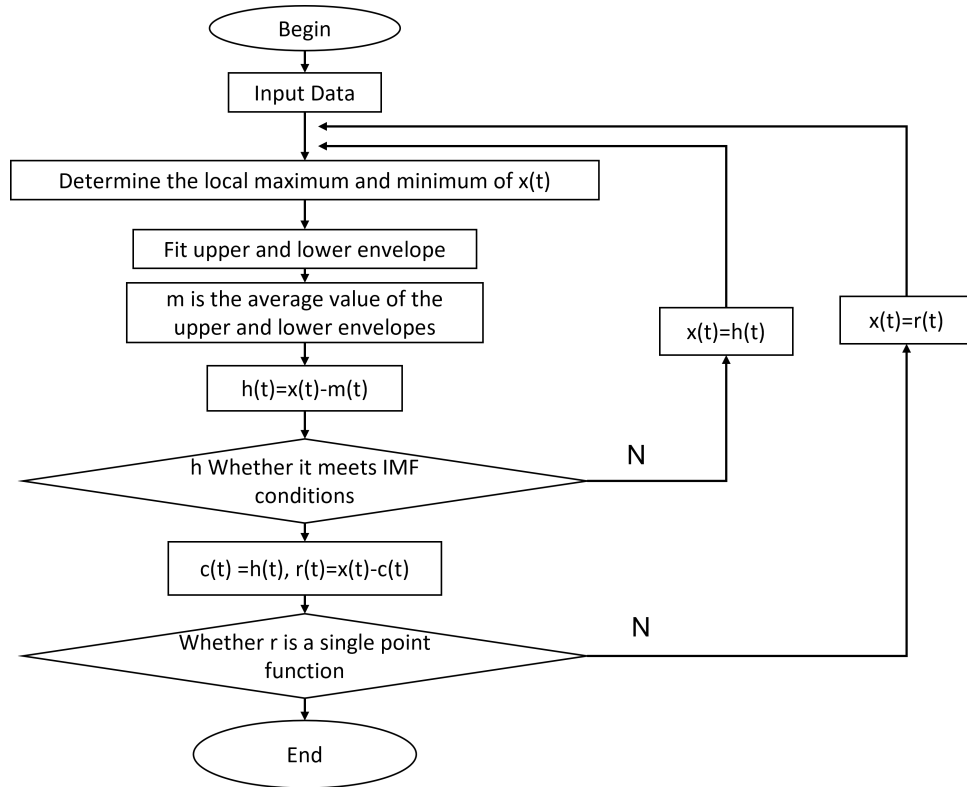 Begin
Input Data
Determine the local maximum and minimum of x(t)
Fit upper and lower envelope
m is the average value of the
upper and lower envelopes
x(t)=h(t)
x(t)=r(t)
h(t)=x(t)-m(t)
N
h Whether it meets IMF
conditions
c(t) =h(t), r(t)=x(t)-c(t)
N
Whether r is a single point
function
End